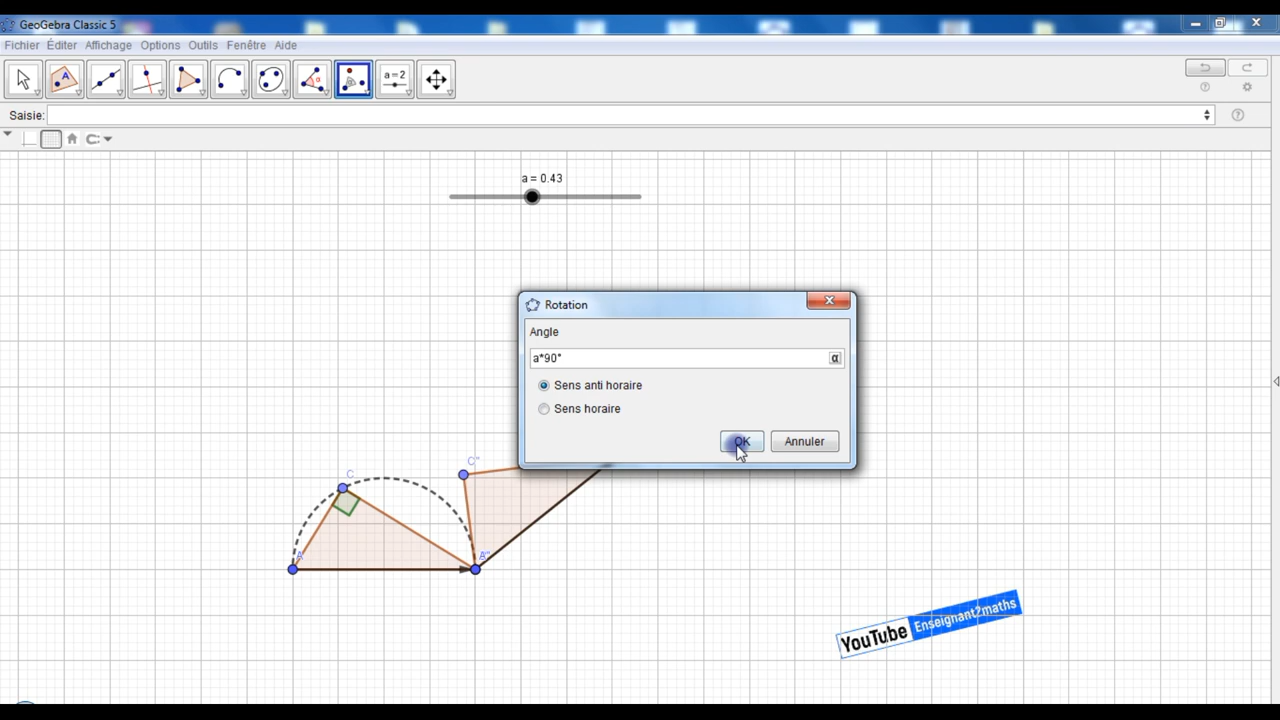 GeoGebra Classic 5
Fichier Éditer Affichage Options Outils Fenêtre Aide
A α a=2
Saisie:
a = 0.43
Rotation
Angle
a*90° α
Sens anti horaire
Sens horaire
OK Annuler
C C"
A A"
YouTube Enseignant2maths